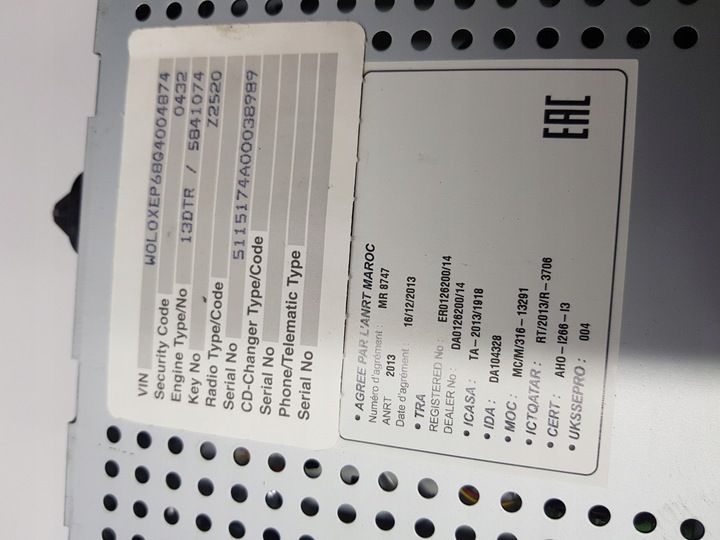 VIN W0L0XEP68G4004874
Security Code 0432
Engine Type/No 13DTR / 5841074
Key No Z2520
Radio Type/Code
Serial No 5115174A00038989
CD-Changer Type/Code
Serial No
Phone/Telematic Type
Serial No
• AGREE PAR L'ANRT MAROC
Numéro d'agrément : MR 8747
ANRT 2013
Date d'agrément : 16/12/2013
• TRA
REGISTERED No : ER0126200/14
DEALER No : DA0126200/14
• ICASA : TA-2013/1918
• IDA : DA104328
• MOC : MC/M/316-13291
• ICTQATAR : RT/2013/R-3706
• CERT : AHO-I266-I3
• UKSSEPRO : 004
EAC